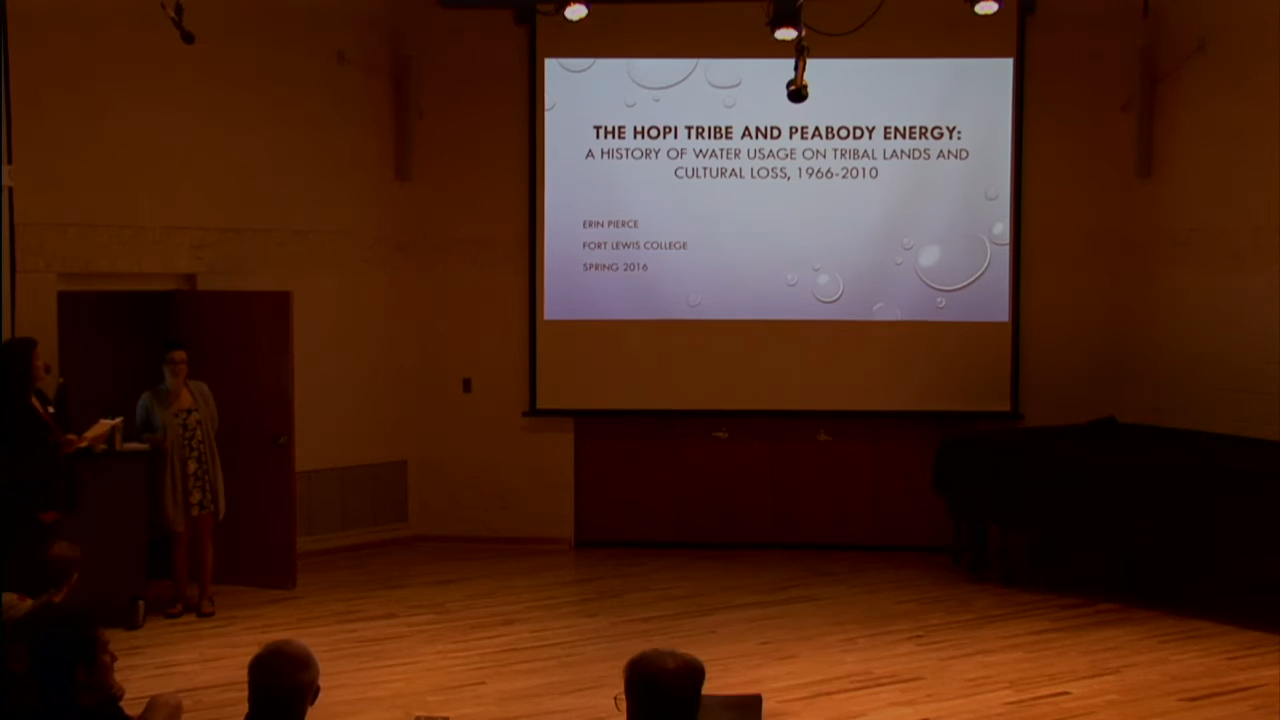 THE HOPI TRIBE AND PEABODY ENERGY:
A HISTORY OF WATER USAGE ON TRIBAL LANDS AND
CULTURAL LOSS, 1966-2010
ERIN PIERCE
FORT LEWIS COLLEGE
SPRING 2016